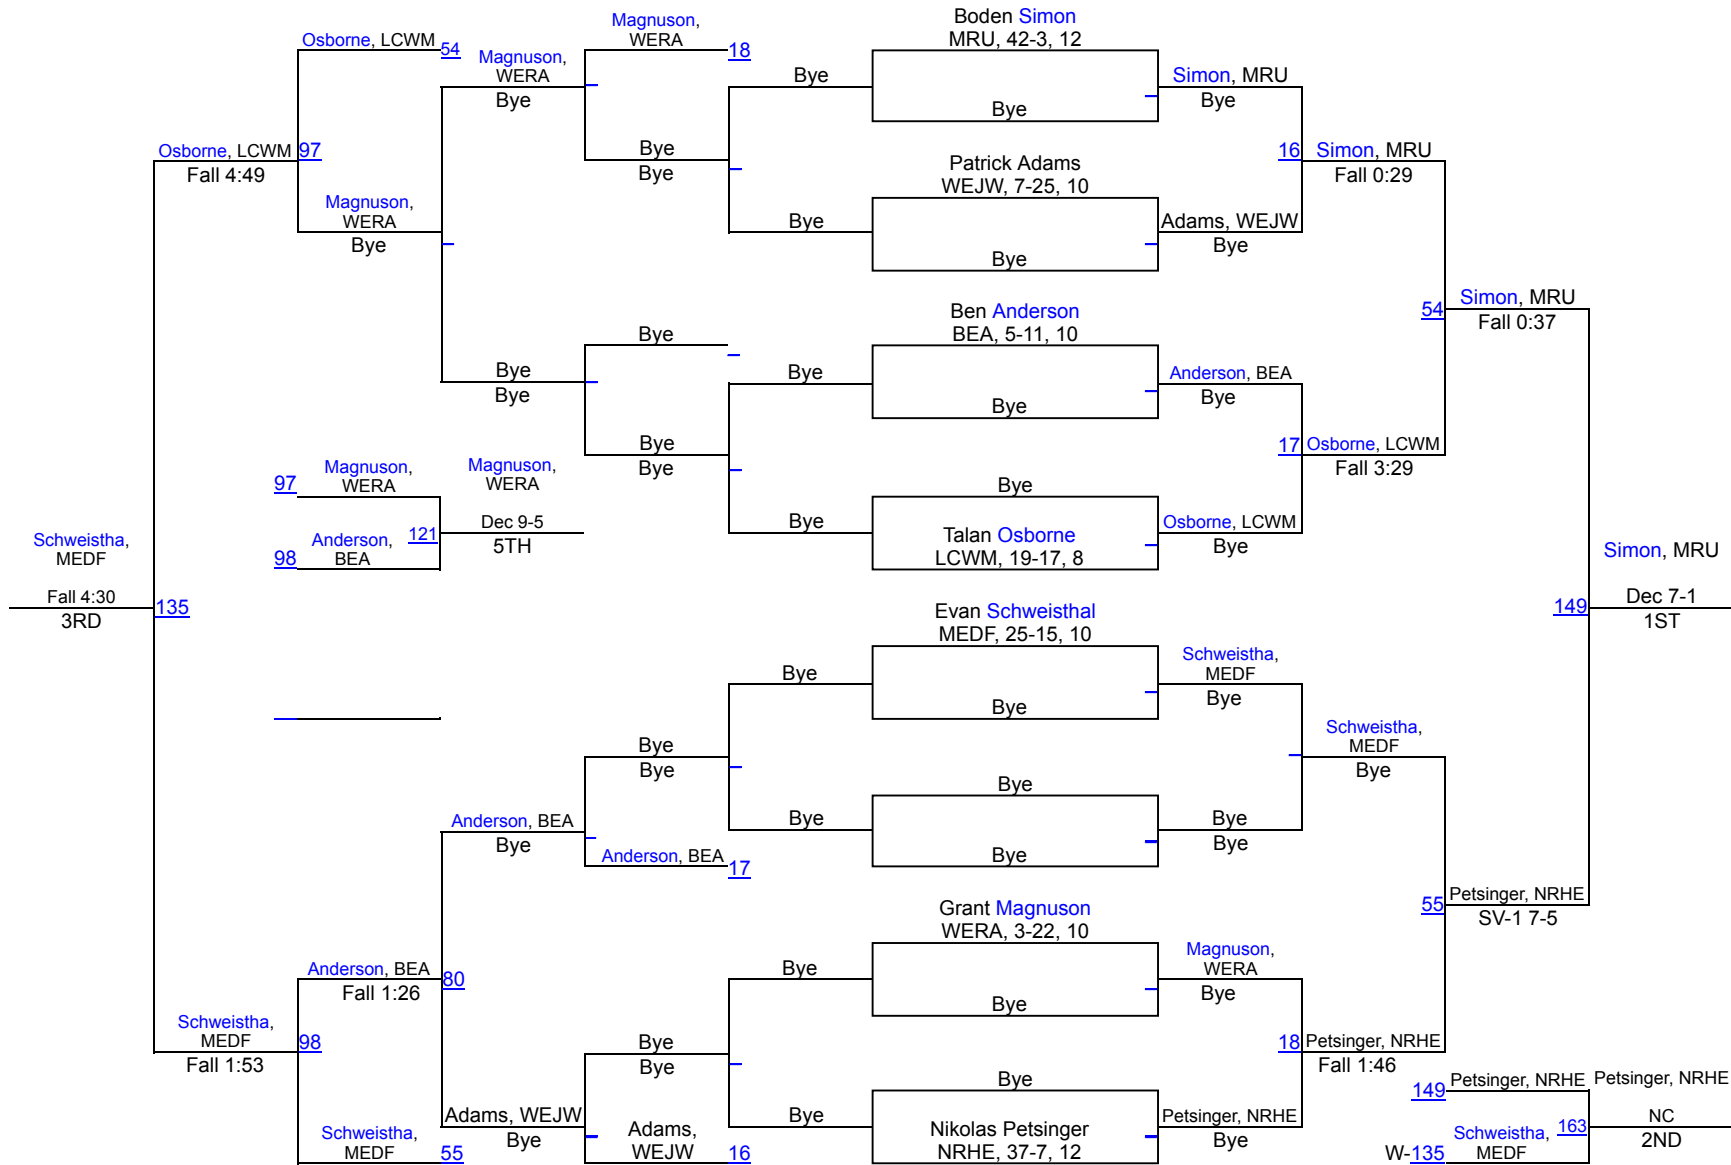 Boden Simon
MRU, 42-3, 12
Bye
Patrick Adams
WEJW, 7-25, 10
Bye
Ben Anderson
BEA, 5-11, 10
Bye
Bye
Talan Osborne
LCWM, 19-17, 8
Evan Schweisthal
MEDF, 25-15, 10
Bye
Bye
Bye
Grant Magnuson
WERA, 3-22, 10
Bye
Bye
Nikolas Petsinger
NRHE, 37-7, 12
Simon, MRU
Bye
Adams, WEJW
Bye
Anderson, BEA
Bye
Osborne, LCWM
Bye
Schweistha,
MEDF
Bye
Bye
Bye
Magnuson,
WERA
Bye
Petsinger, NRHE
Bye
16
Simon, MRU
Fall 0:29
17
Osborne, LCWM
Fall 3:29
Schweistha,
MEDF
Bye
18
Petsinger, NRHE
Fall 1:46
54
Simon, MRU
Fall 0:37
55
Petsinger, NRHE
SV-1 7-5
Simon, MRU
149
Dec 7-1
1ST
149
Petsinger, NRHE
Petsinger, NRHE
W-135
Schweistha,
MEDF
163
NC
2ND
Bye
Bye
Bye
Bye
Bye
Bye
Bye
Bye
Magnuson,
WERA
18
Bye
Bye
Bye
Bye
Bye
Bye
Bye
Anderson, BEA
17
Bye
Bye
Adams,
WEJW
16
Magnuson,
WERA
Bye
Bye
Bye
Anderson, BEA
Bye
Adams, WEJW
Bye
Osborne, LCWM
54
Magnuson,
WERA
Bye
Anderson, BEA
80
Fall 1:26
Schweistha,
MEDF
55
Osborne, LCWM
97
Fall 4:49
Schweistha,
MEDF
98
Fall 1:53
97
Magnuson,
WERA
98
Anderson,
BEA
121
Magnuson,
WERA
Dec 9-5
5TH
Schweistha,
MEDF
Fall 4:30
3RD
135